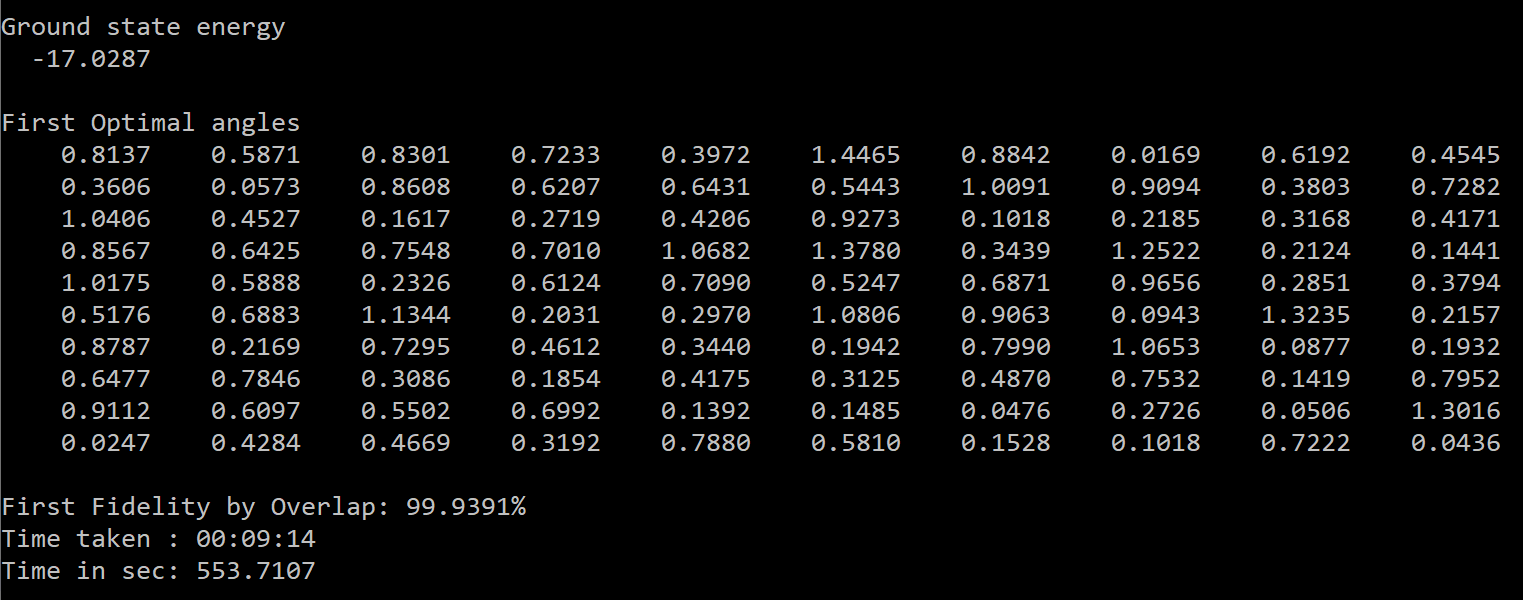 Ground state energy
-17.0287
First Optimal angles
0.8137 0.5871 0.8301 0.7233 0.3972 1.4465 0.8842 0.0169 0.6192 0.4545
0.3606 0.0573 0.8608 0.6207 0.6431 0.5443 1.0091 0.9094 0.3803 0.7282
1.0406 0.4527 0.1617 0.2719 0.4206 0.9273 0.1018 0.2185 0.3168 0.4171
0.8567 0.6425 0.7548 0.7010 1.0682 1.3780 0.3439 1.2522 0.2124 0.1441
1.0175 0.5888 0.2326 0.6124 0.7090 0.5247 0.6871 0.9656 0.2851 0.3794
0.5176 0.6883 1.1344 0.2031 0.2970 1.0806 0.9063 0.0943 1.3235 0.2157
0.8787 0.2169 0.7295 0.4612 0.3440 0.1942 0.7990 1.0653 0.0877 0.1932
0.6477 0.7846 0.3086 0.1854 0.4175 0.3125 0.4870 0.7532 0.1419 0.7952
0.9112 0.6097 0.5502 0.6992 0.1392 0.1485 0.0476 0.2726 0.0506 1.3016
0.0247 0.4284 0.4669 0.3192 0.7880 0.5810 0.1528 0.1018 0.7222 0.0436
First Fidelity by Overlap: 99.9391%
Time taken : 00:09:14
Time in sec: 553.7107